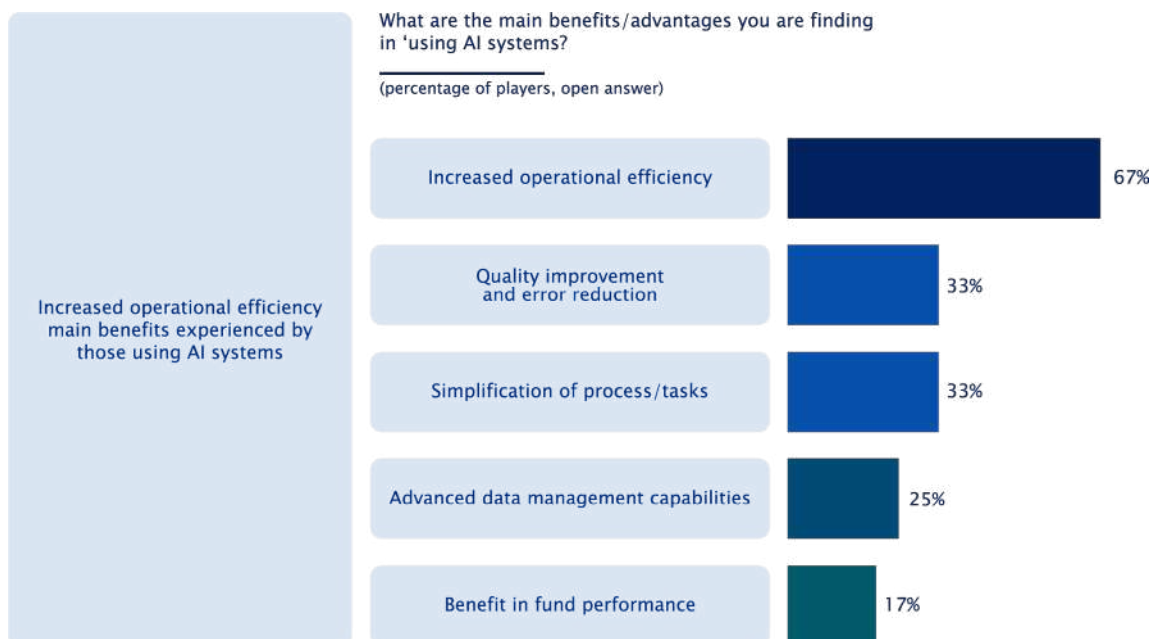 What are the main benefits/advantages you are finding
in ‘using AI systems?
(percentage of players, open answer)
Increased operational efficiency
main benefits experienced by
those using AI systems
Increased operational efficiency
67%
Quality improvement
and error reduction
33%
Simplification of process/tasks
33%
Advanced data management capabilities
25%
Benefit in fund performance
17%